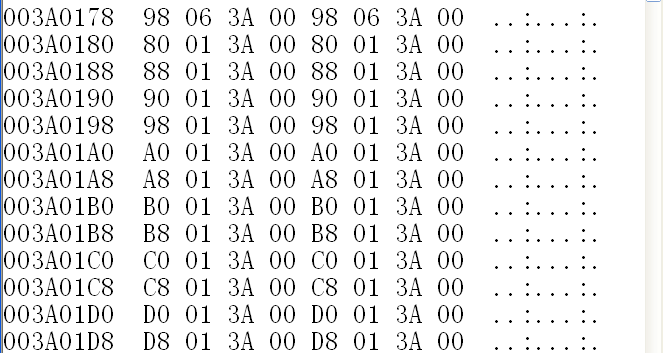 003A0178 98 06 3A 00 98 06 3A 00 ..:...:.
003A0180 80 01 3A 00 80 01 3A 00 ..:...:.
003A0188 88 01 3A 00 88 01 3A 00 ..:...:.
003A0190 90 01 3A 00 90 01 3A 00 ..:...:.
003A0198 98 01 3A 00 98 01 3A 00 ..:...:.
003A01A0 A0 01 3A 00 A0 01 3A 00 ..:...:.
003A01A8 A8 01 3A 00 A8 01 3A 00 ..:...:.
003A01B0 B0 01 3A 00 B0 01 3A 00 ..:...:.
003A01B8 B8 01 3A 00 B8 01 3A 00 ..:...:.
003A01C0 C0 01 3A 00 C0 01 3A 00 ..:...:.
003A01C8 C8 01 3A 00 C8 01 3A 00 ..:...:.
003A01D0 D0 01 3A 00 D0 01 3A 00 ..:...:.
003A01D8 D8 01 3A 00 D8 01 3A 00 ..:...:.